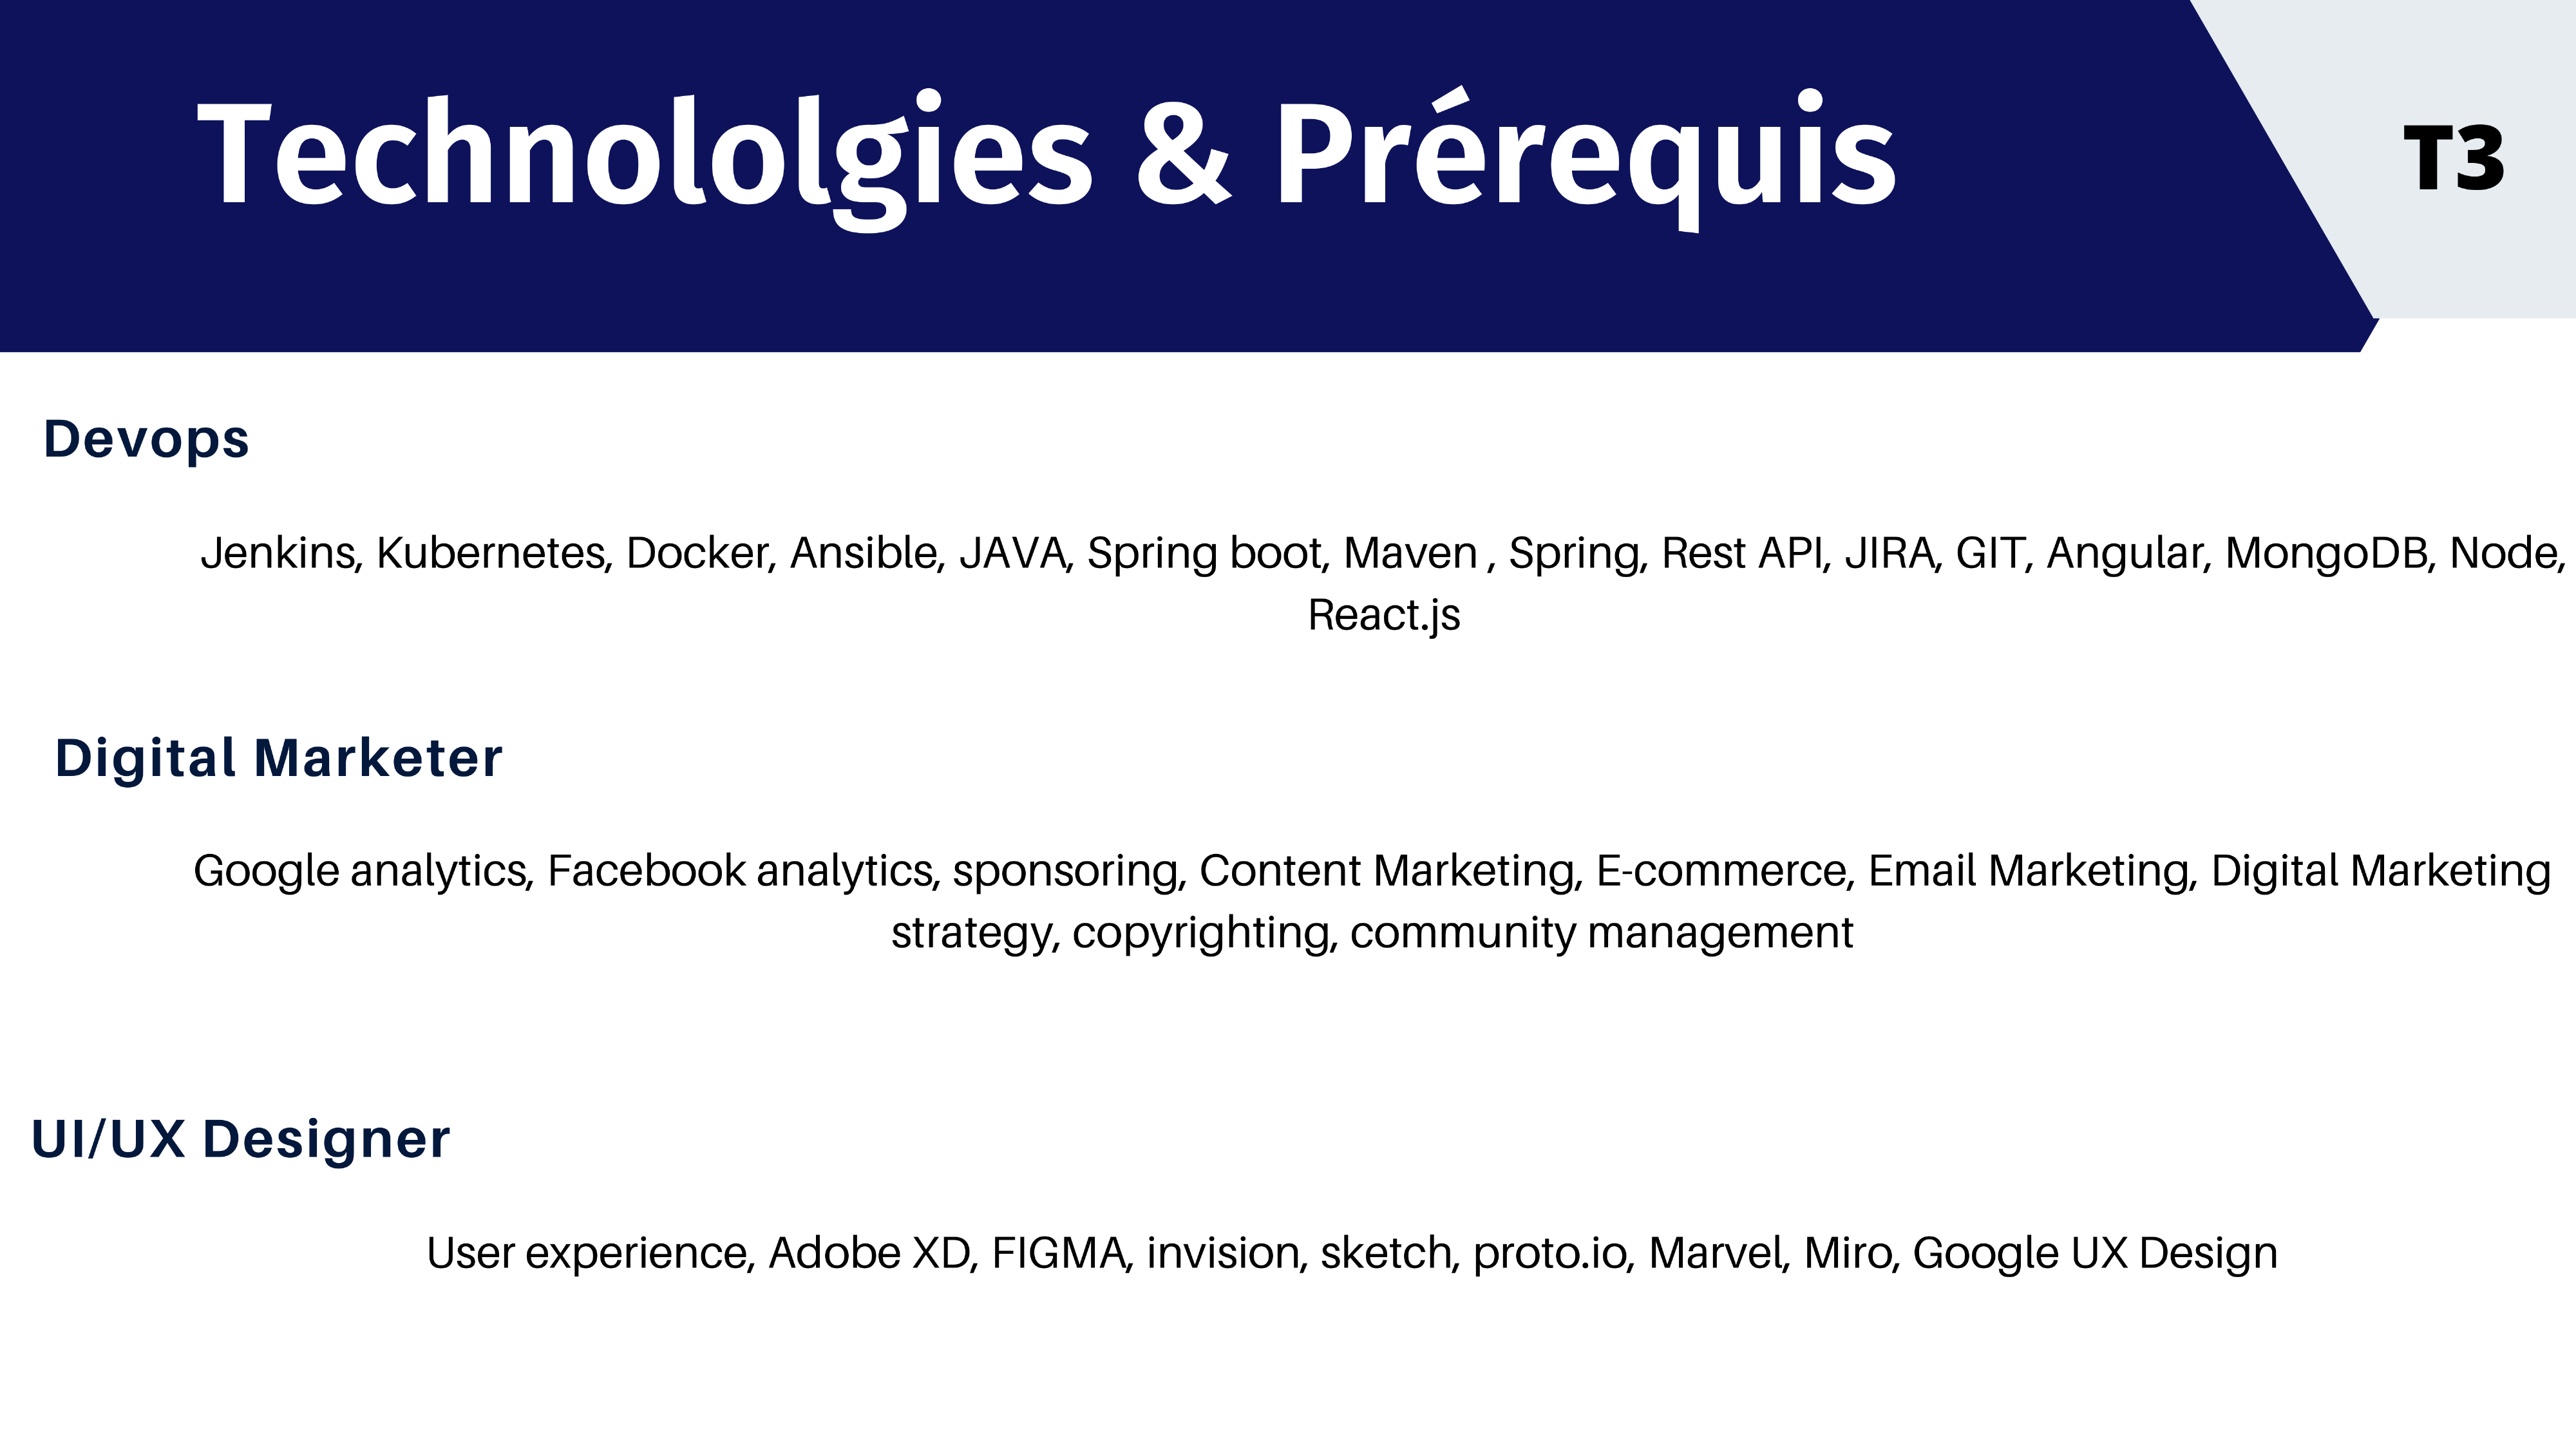 Technololgies & Prérequis
T3
Devops
Jenkins, Kubernetes, Docker, Ansible, JAVA, Spring boot, Maven , Spring, Rest API, JIRA, GIT, Angular, MongoDB, Node,
React.js
Digital Marketer
Google analytics, Facebook analytics, sponsoring, Content Marketing, E-commerce, Email Marketing, Digital Marketing
strategy, copyrighting, community management
UI/UX Designer
User experience, Adobe XD, FIGMA, invision, sketch, proto.io, Marvel, Miro, Google UX Design